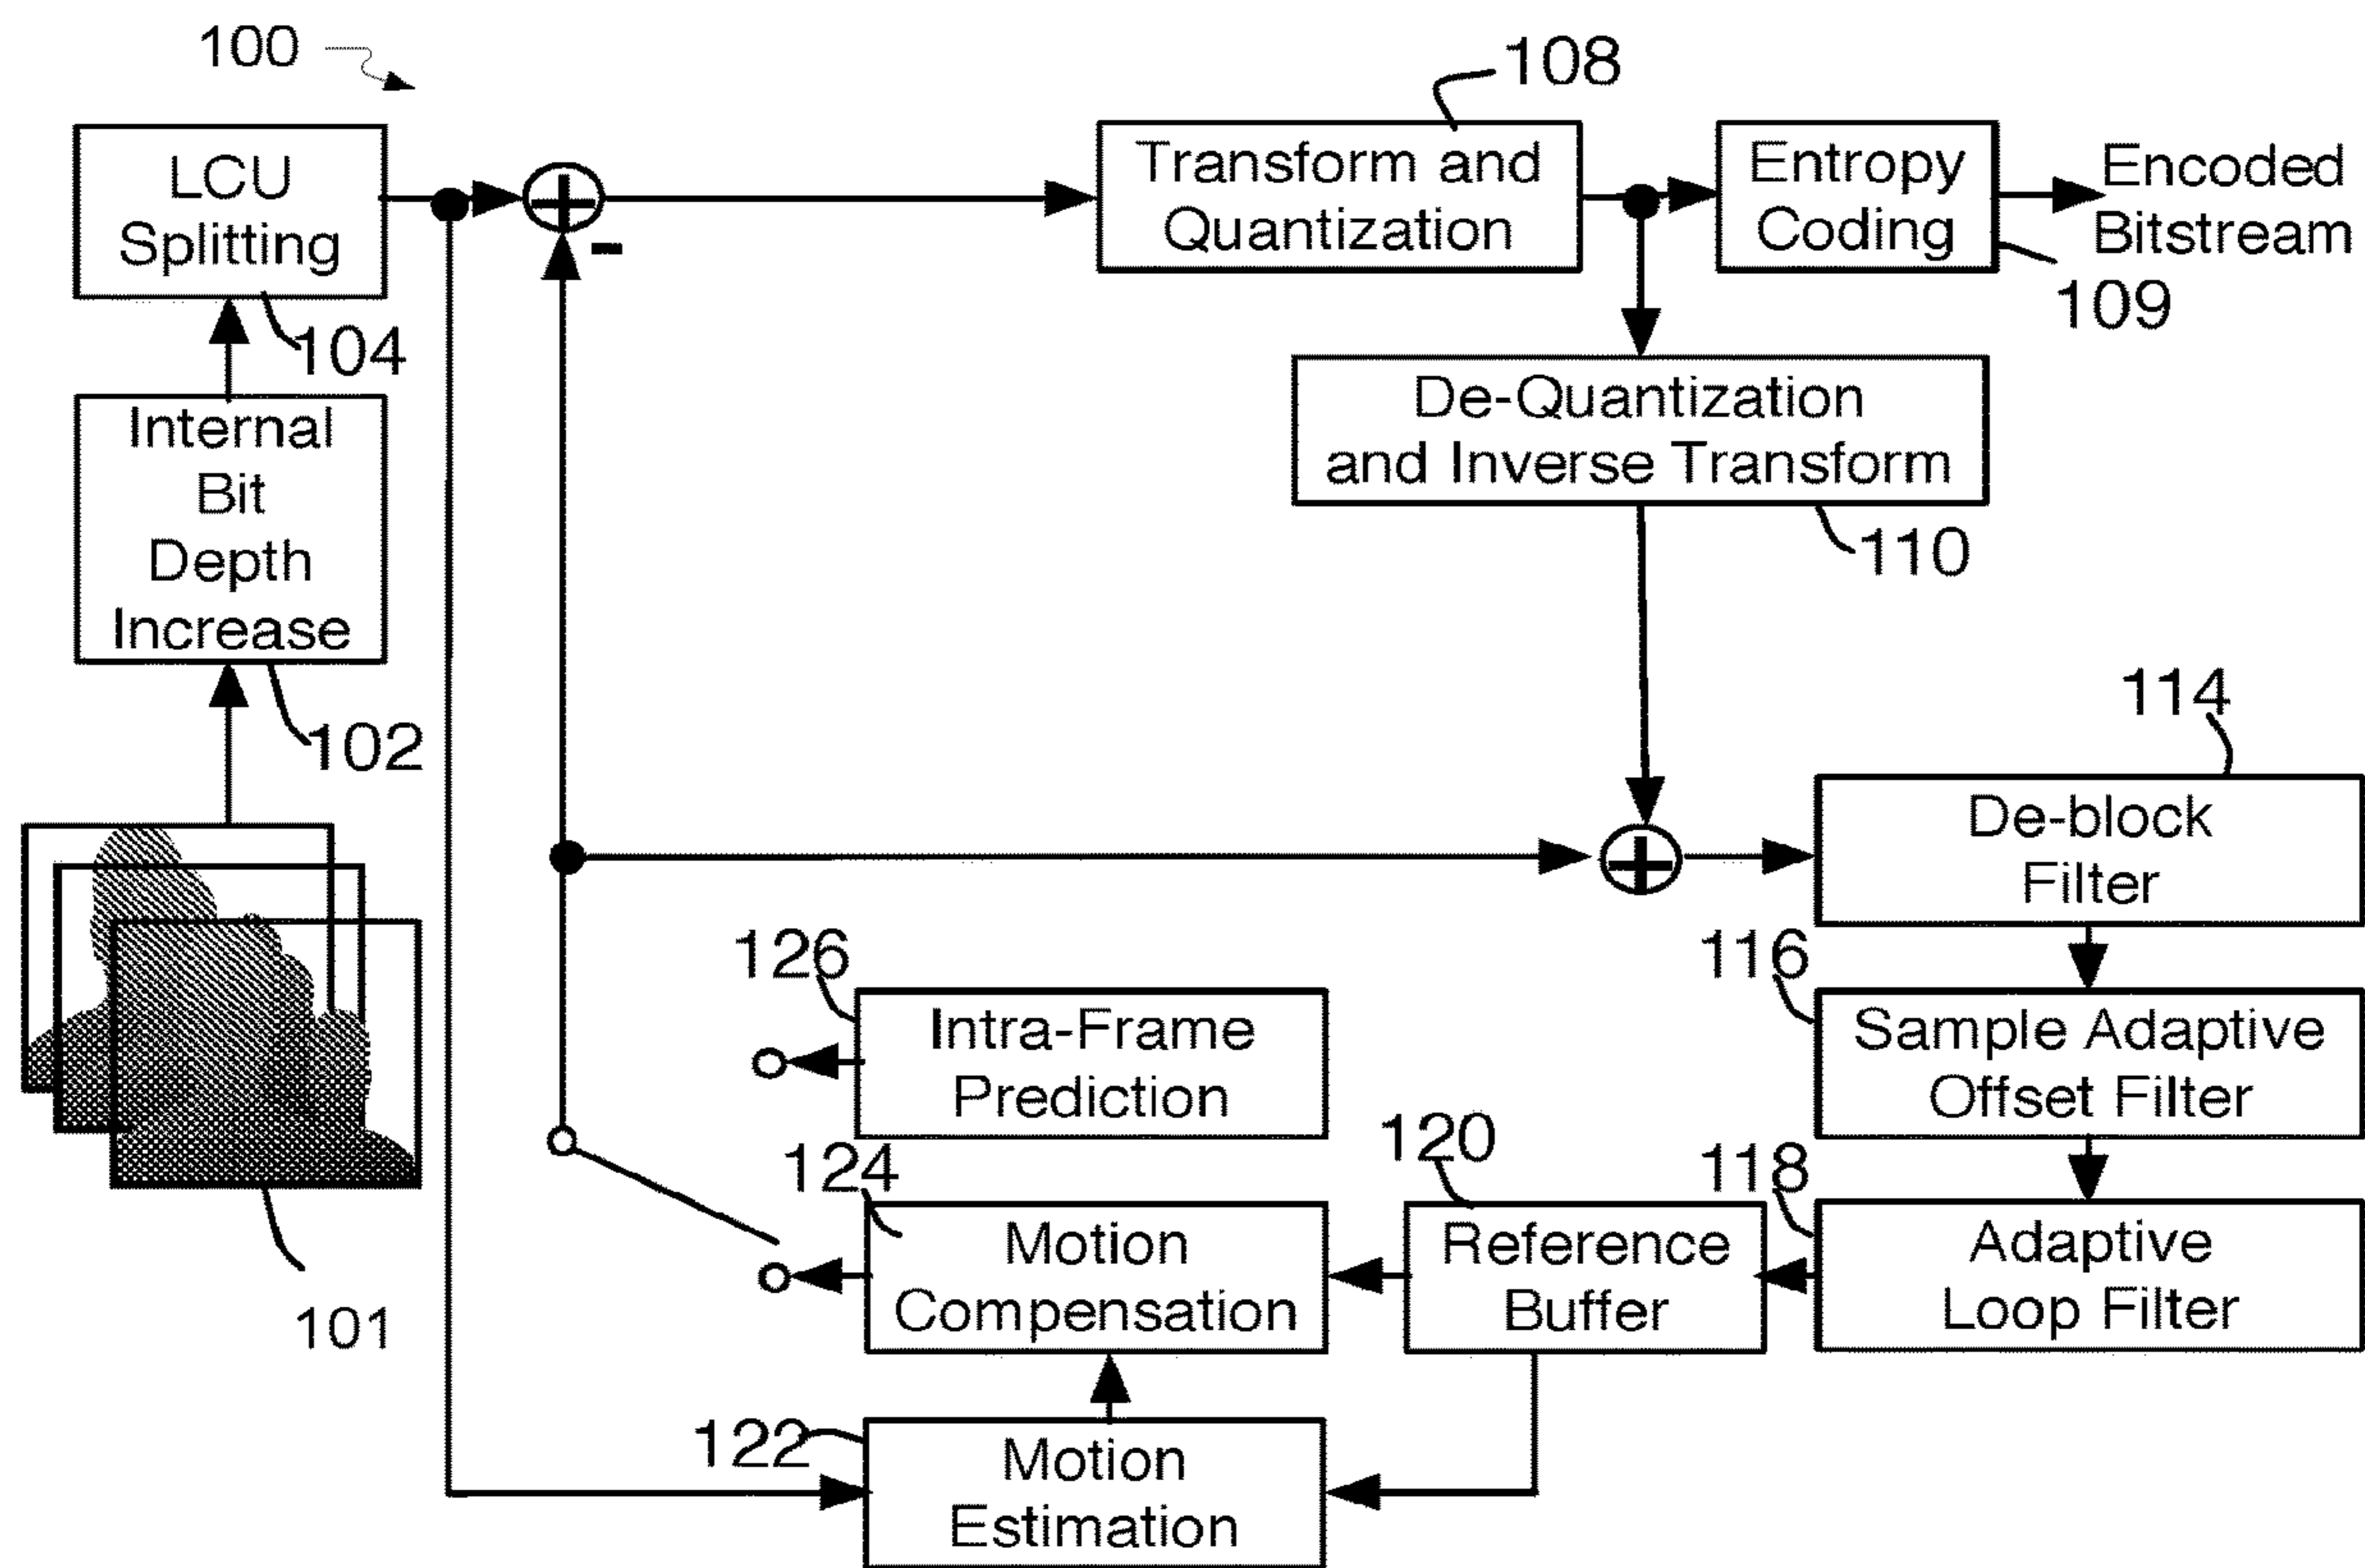 100
108
LCU
Splitting
Transform and
Quantization
Entropy
Coding
Encoded
Bitstream
104
109
Internal
Bit
Depth
Increase
De-Quantization
and Inverse Transform
110
102
114
De-block
Filter
126
Intra-Frame
Prediction
116
Sample Adaptive
Offset Filter
101
124
Motion
Compensation
120
Reference
Buffer
118
Adaptive
Loop Filter
122
Motion
Estimation